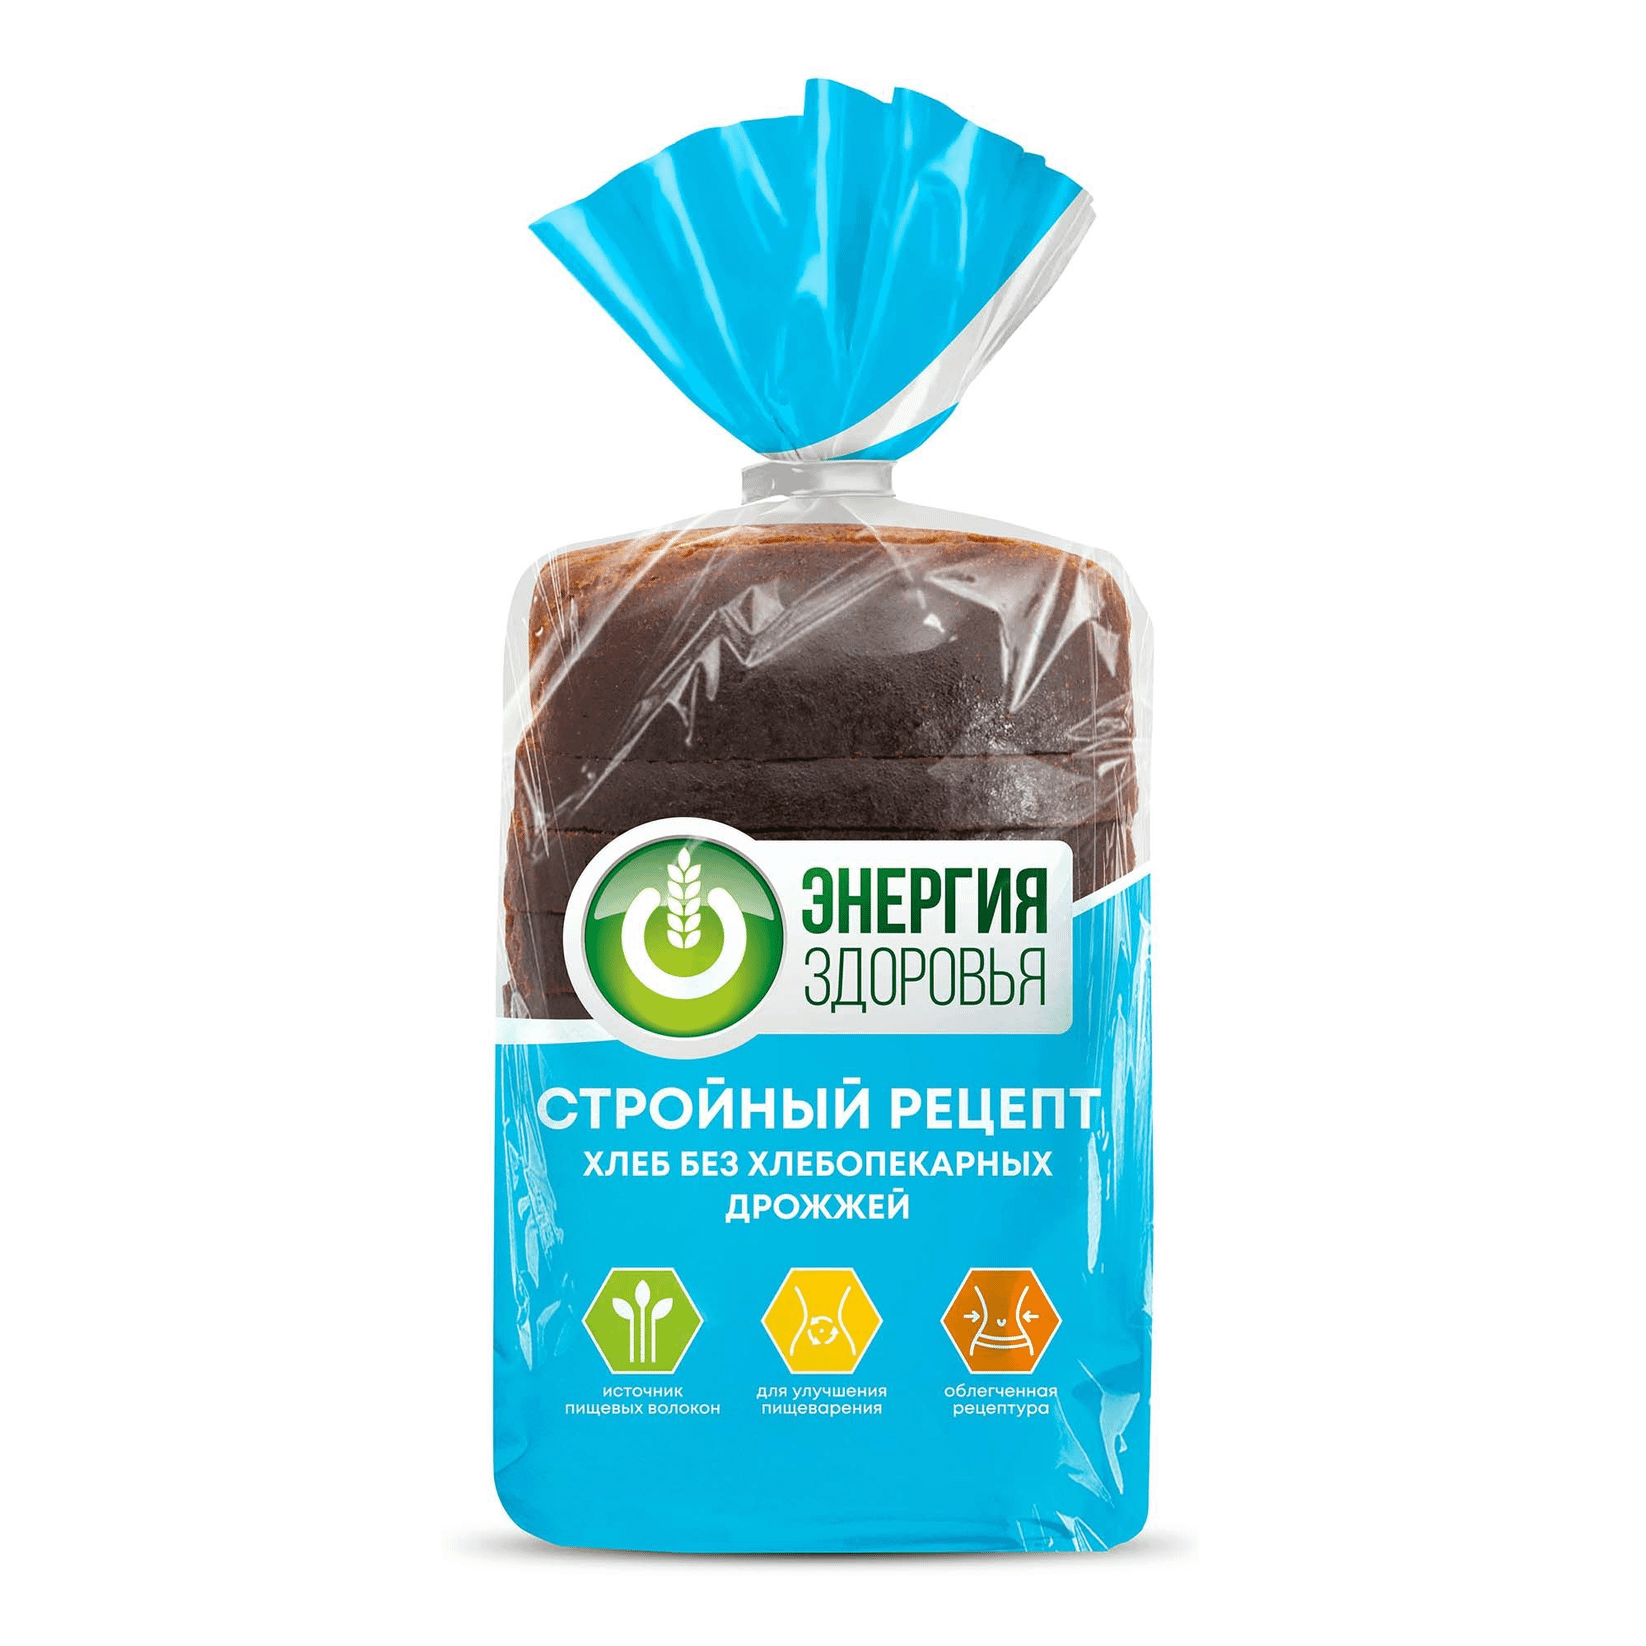 ЭНЕРГИЯ
ЗДОРОВЬЯ
СТРОЙНЫЙ РЕЦЕПТ
ХЛЕБ БЕЗ ХЛЕБОПЕКАРНЫХ
ДРОЖЖЕЙ
источник
пищевых волокон
для улучшения
пищеварения
облегченная
рецептура